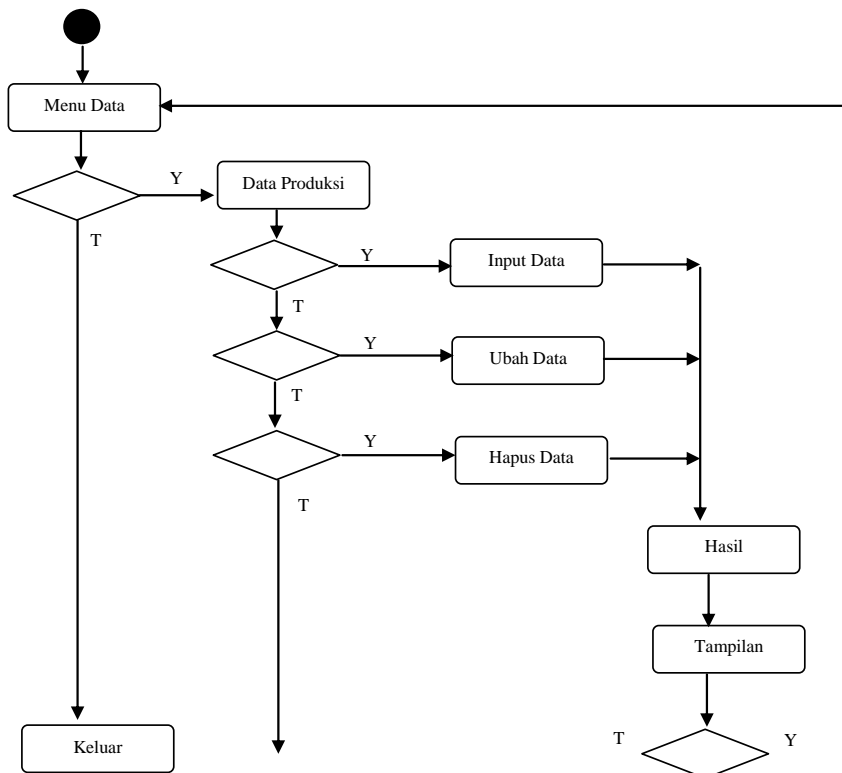 Menu Data
Y
Data Produksi
T
Y
Input Data
T
Y
Ubah Data
T
Y
Hapus Data
T
Hasil
Tampilan
Keluar
T
Y